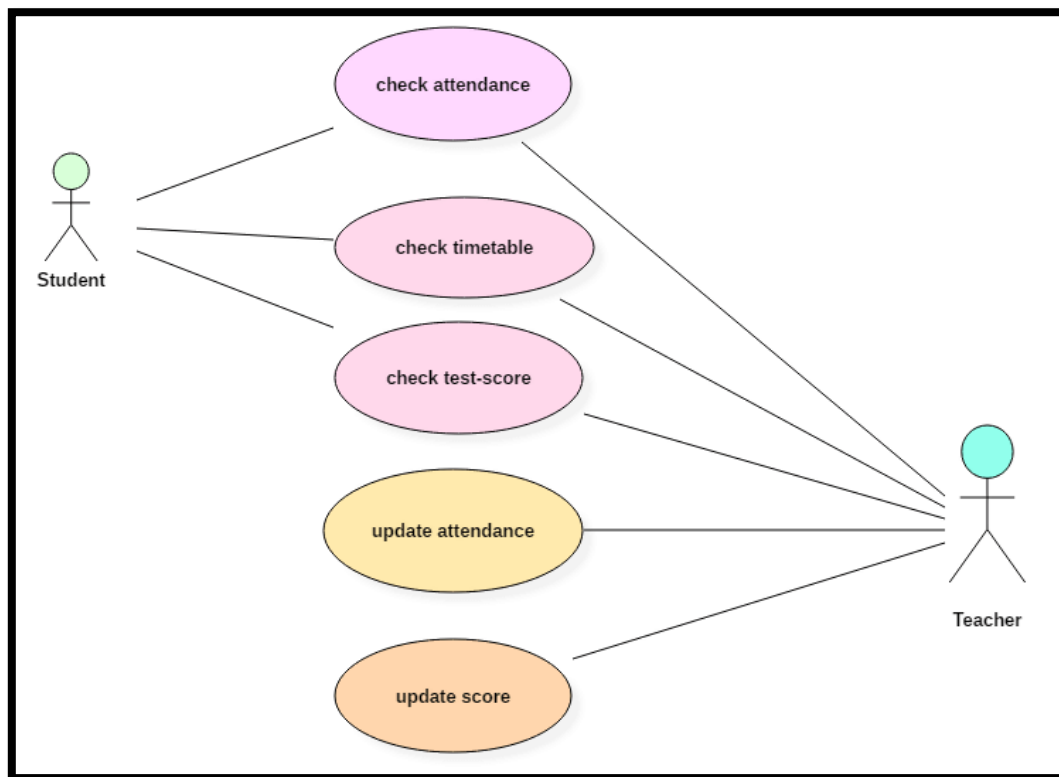 check attendance
check timetable
Student
check test-score
update attendance
Teacher
update score